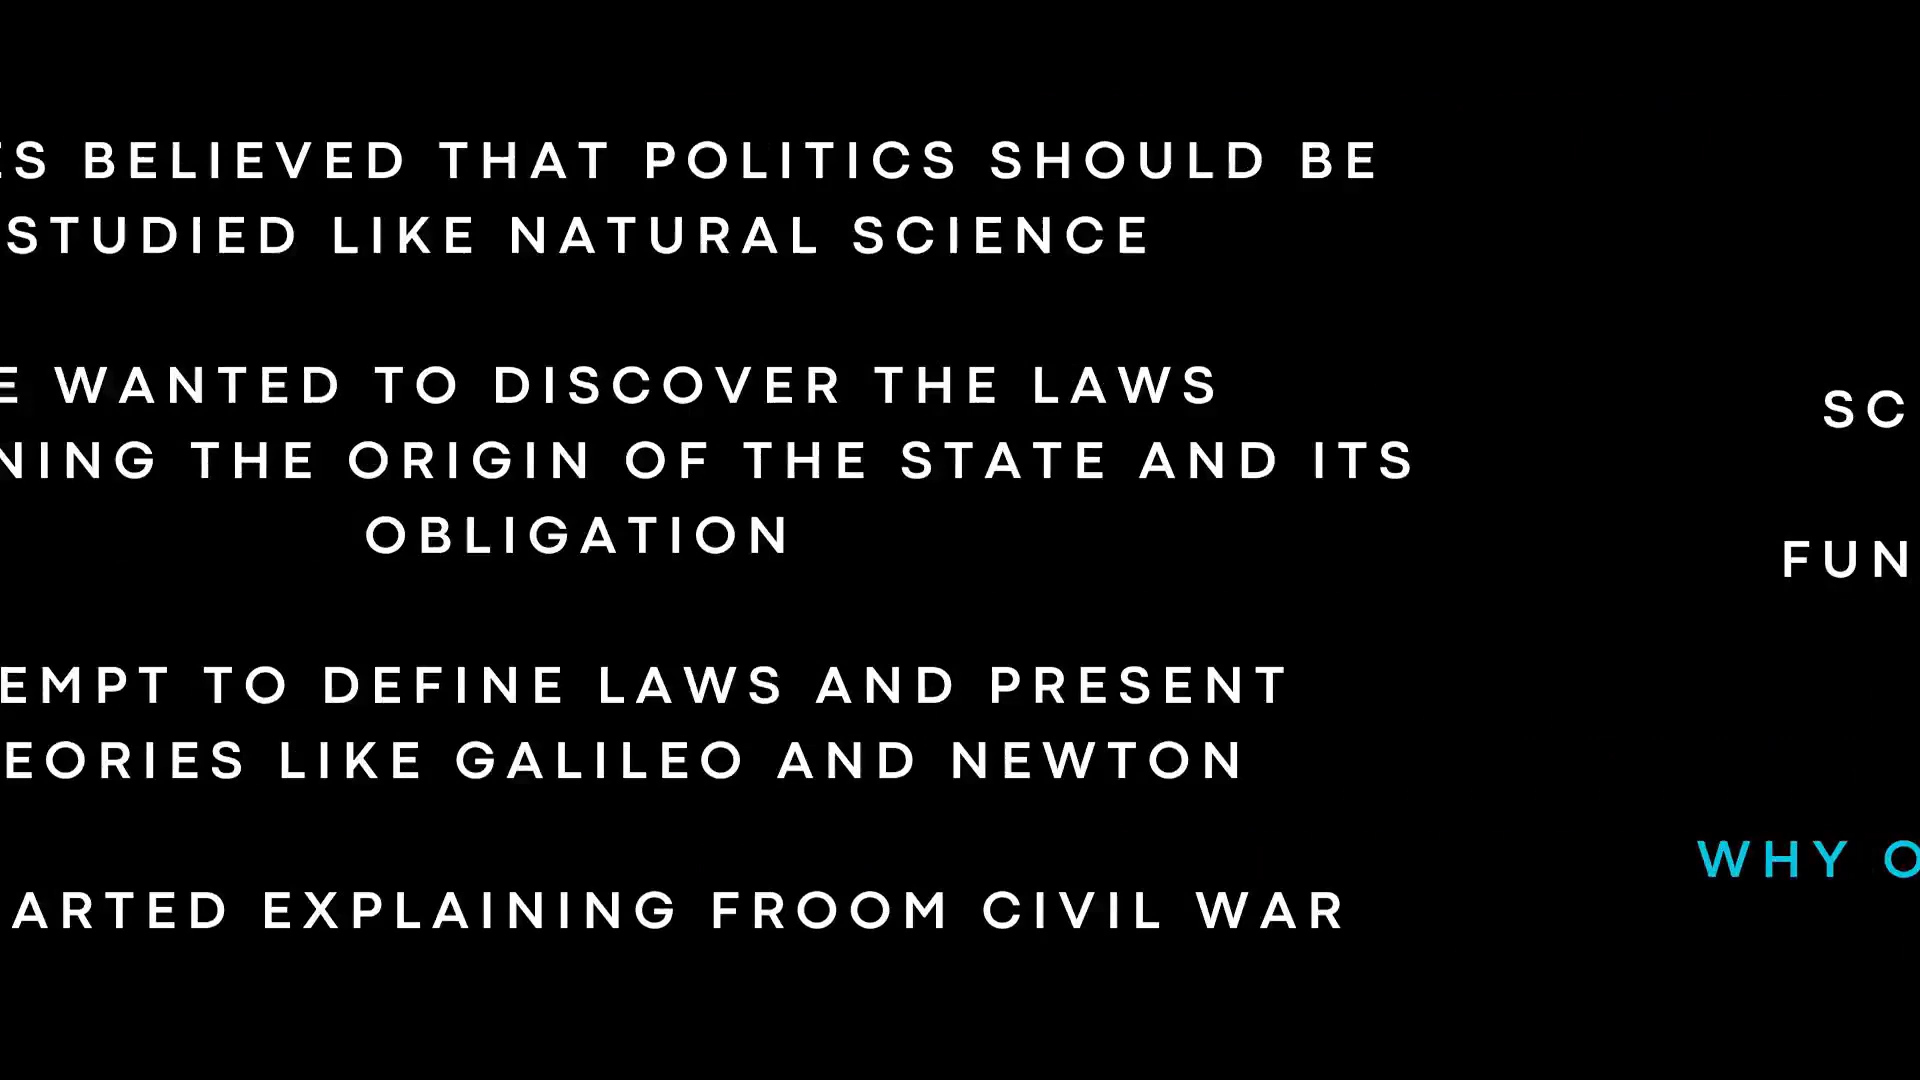 ES BELIEVED THAT POLITICS SHOULD BE
STUDIED LIKE NATURAL SCIENCE
E WANTED TO DISCOVER THE LAWS
NING THE ORIGIN OF THE STATE AND ITS
OBLIGATION
EMPT TO DEFINE LAWS AND PRESENT
EORIES LIKE GALILEO AND NEWTON
ARTED EXPLAINING FROOM CIVIL WAR
SC
FUN
WHY O